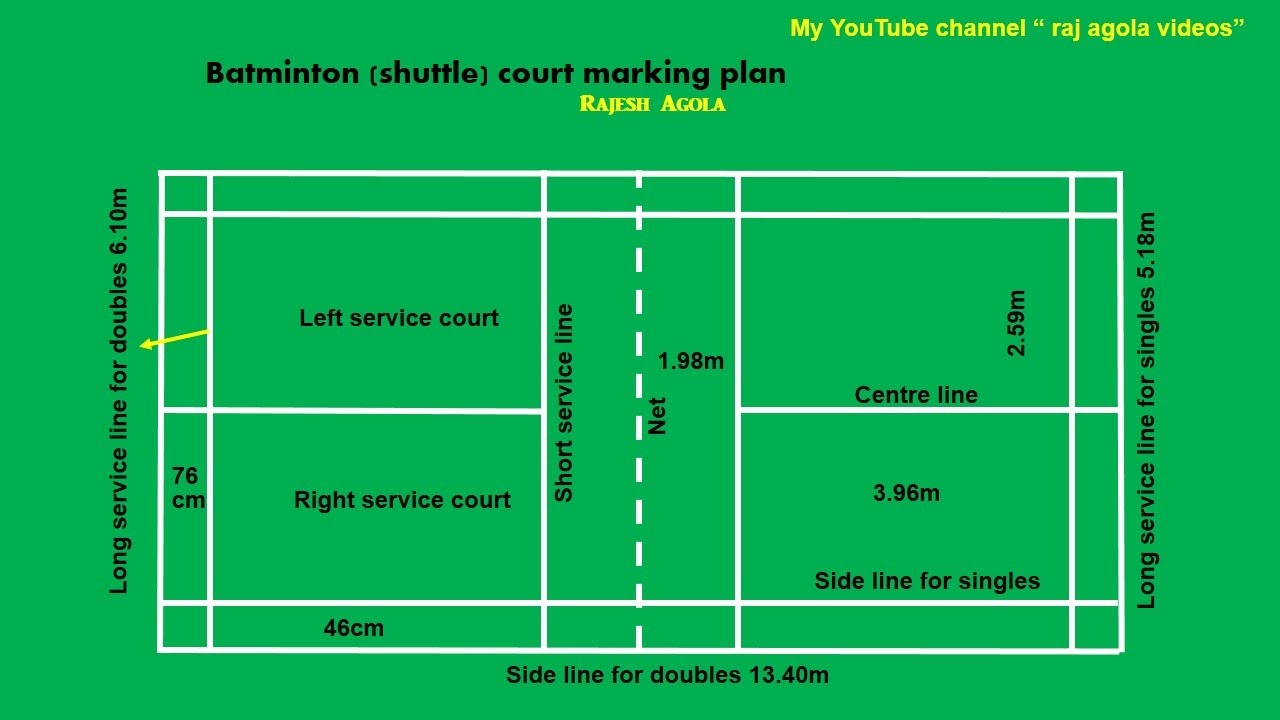 My YouTube channel “ raj agola videos”
Batminton (shuttle) court marking plan
Rajesh Agola
Long service line for doubles 6.10m
Left service court
Short service line
1.98m
Net
2.59m
Centre line
Long service line for singles 5.18m
76
cm
Right service court
3.96m
Side line for singles
46cm
Side line for doubles 13.40m